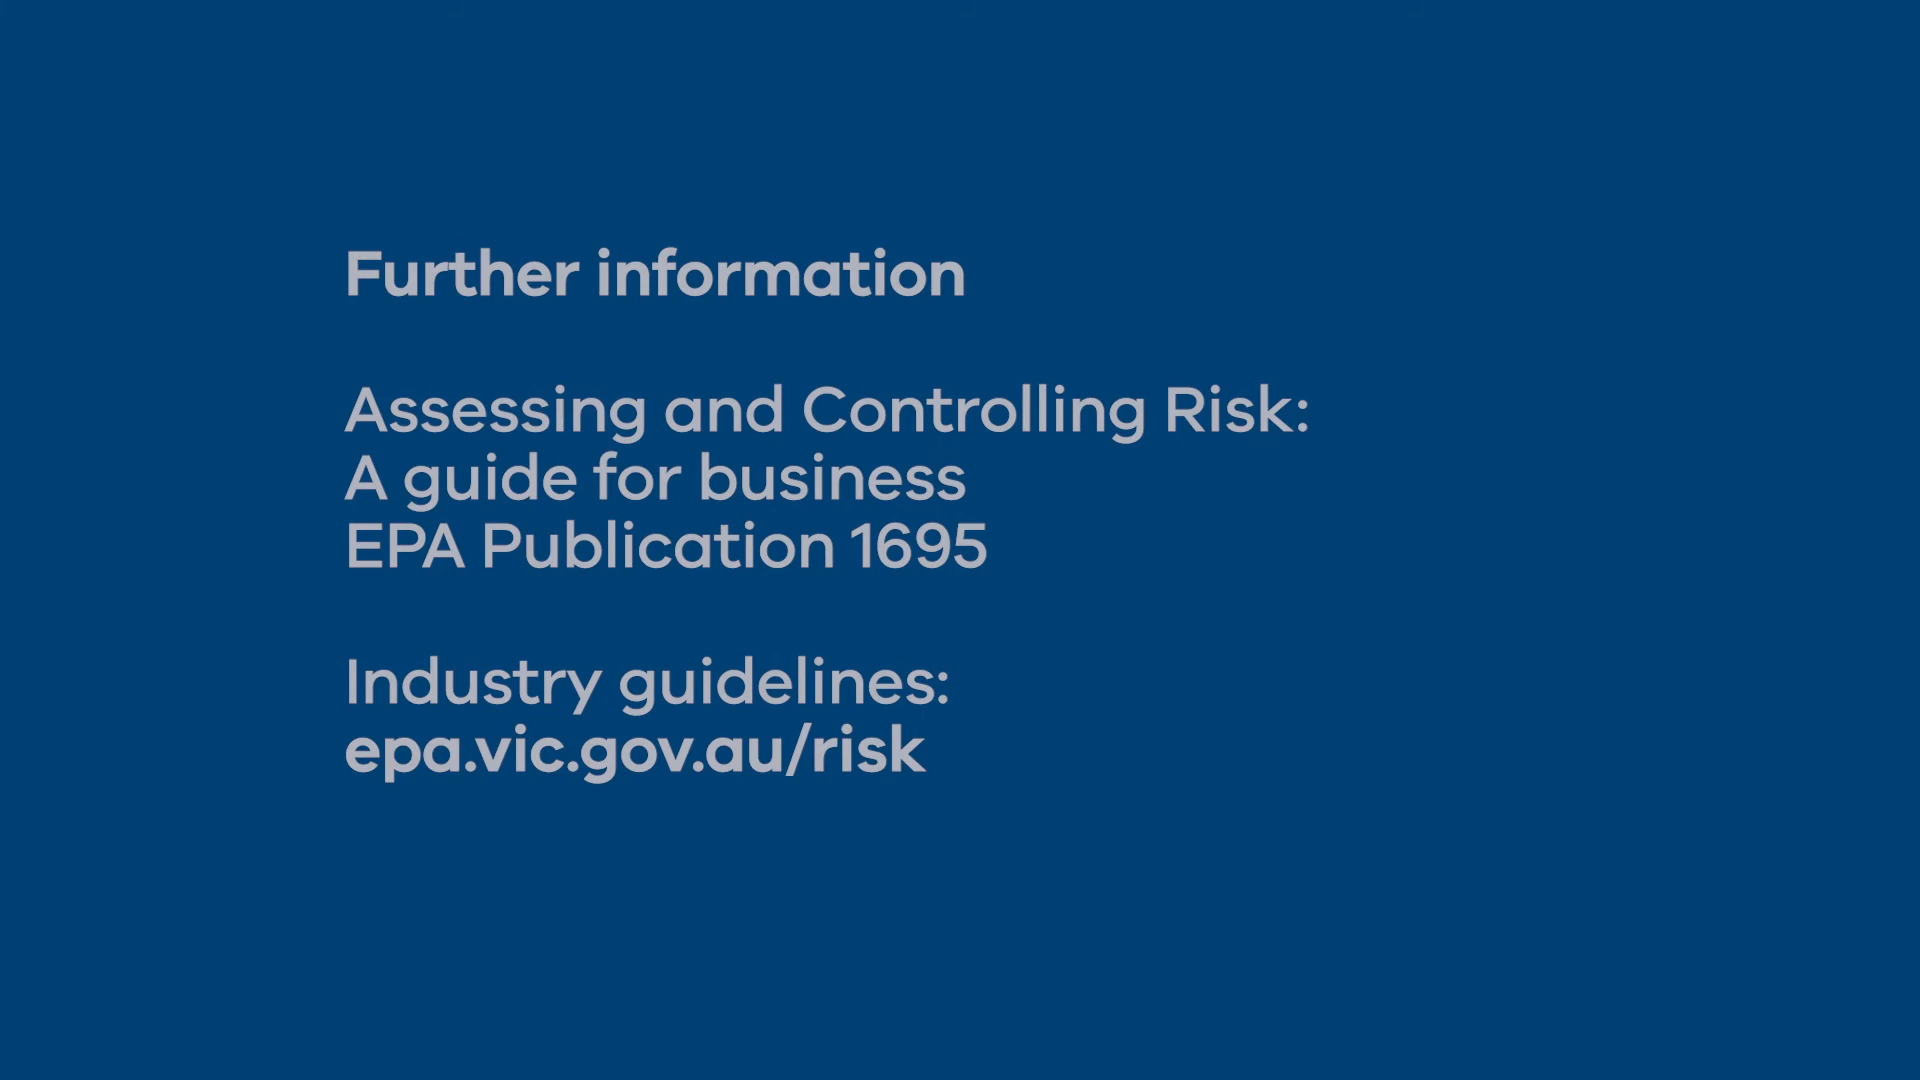 Further information
Assessing and Controlling Risk:
A guide for business
EPA Publication 1695
Industry guidelines:
epa.vic.gov.au/risk